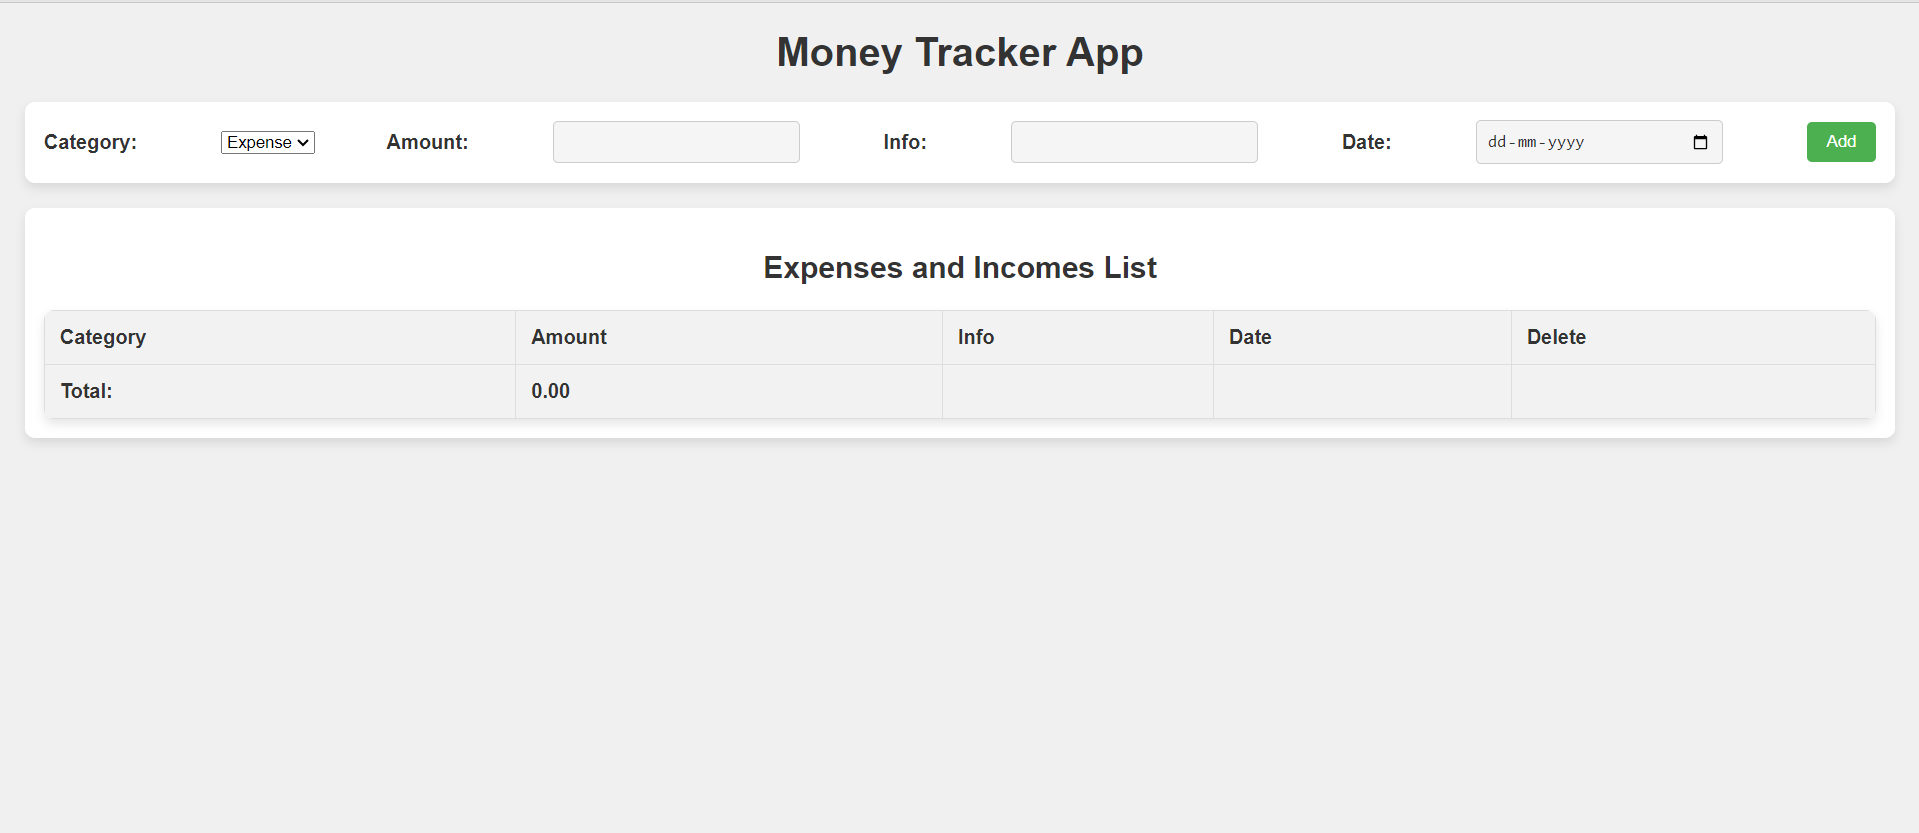 Money Tracker App
Category: Expense Amount: Info: Date: dd-mm-yyyy Add
Expenses and Incomes List
Category Amount Info Date Delete
Total: 0.00